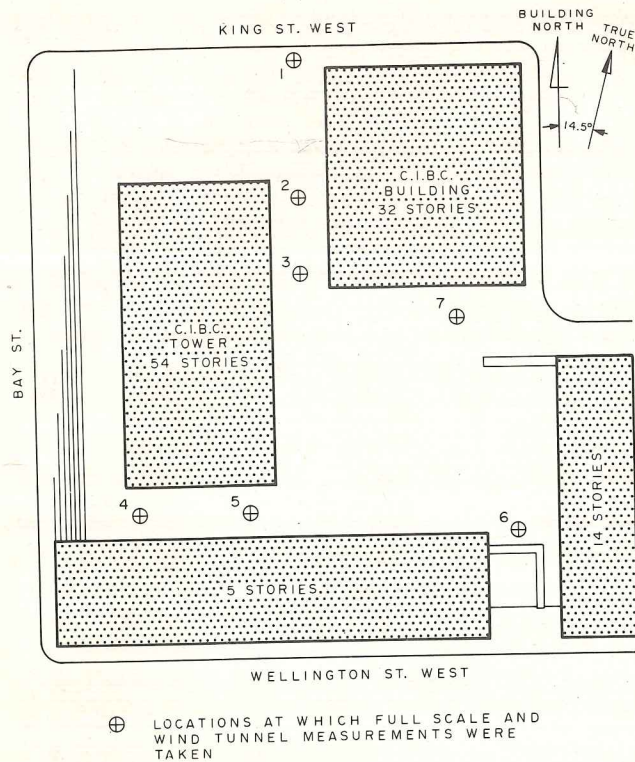 KING ST. WEST
BUILDING
NORTH
TRUE
NORTH
14.5°
1
2
3
4
5
6
7
C.I.B.C.
BUILDING
32 STORIES
C.I.B.C.
TOWER
54 STORIES
BAY ST.
14 STORIES
5 STORIES
WELLINGTON ST. WEST
LOCATIONS AT WHICH FULL SCALE AND
WIND TUNNEL MEASUREMENTS WERE
TAKEN